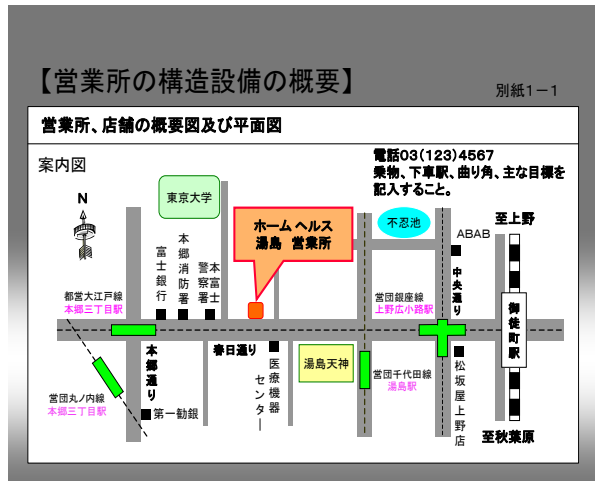 【営業所の構造設備の概要】
別紙1－1
営業所、店舗の概要図及び平面図
案内図
電話03(123)4567
乗物、下車駅、曲り角、主な目標を
記入すること。
N
東京大学
ホーム ヘルス
湯島 営業所
不忍池
至上野
ABAB
富士銀行
本郷消防署
本富士
警察署
中央通り
都営大江戸線
本郷三丁目駅
営団銀座線
上野広小路駅
御徒町駅
本郷通り
春日通り
医療機器
センター
湯島天神
営団千代田線
湯島駅
松坂屋上野店
営団丸ノ内線
本郷三丁目駅
第一勧銀
至秋葉原